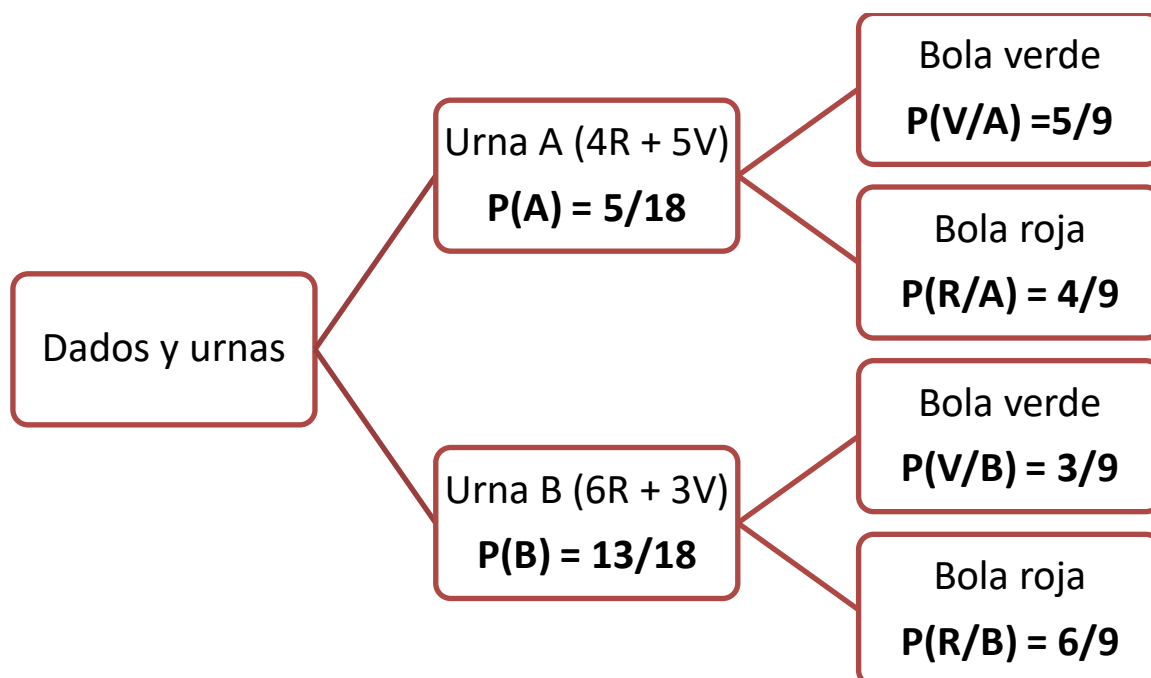 Dados y urnas
Urna A (4R + 5V)
P(A) = 5/18
Bola verde
P(V/A) =5/9
Bola roja
P(R/A) = 4/9
Urna B (6R + 3V)
P(B) = 13/18
Bola verde
P(V/B) = 3/9
Bola roja
P(R/B) = 6/9